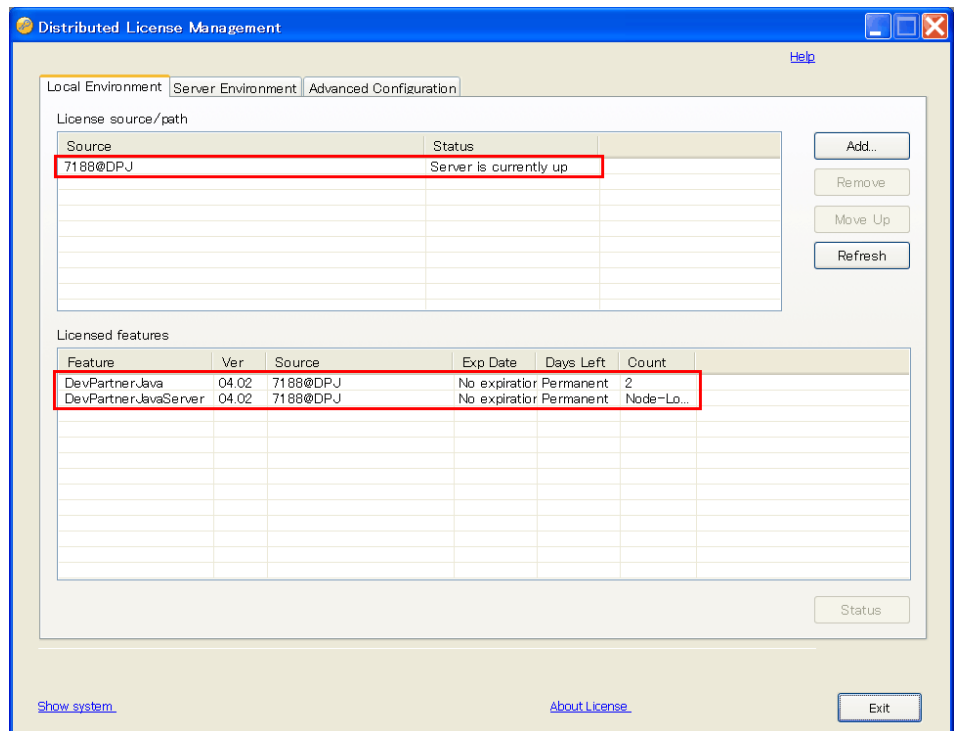 Distributed License Management
Help
Local Environment Server Environment Advanced Configuration
License source/path
Source Status
7188@DPJ Server is currently up
Add...
Remove
Move Up
Refresh
Licensed features
Feature Ver Source Exp Date Days Left Count
DevPartnerJava 04.02 7188@DPJ No expiration Permanent 2
DevPartnerJavaServer 04.02 7188@DPJ No expiration Permanent Node-Lo...
Status
Show system
About License
Exit